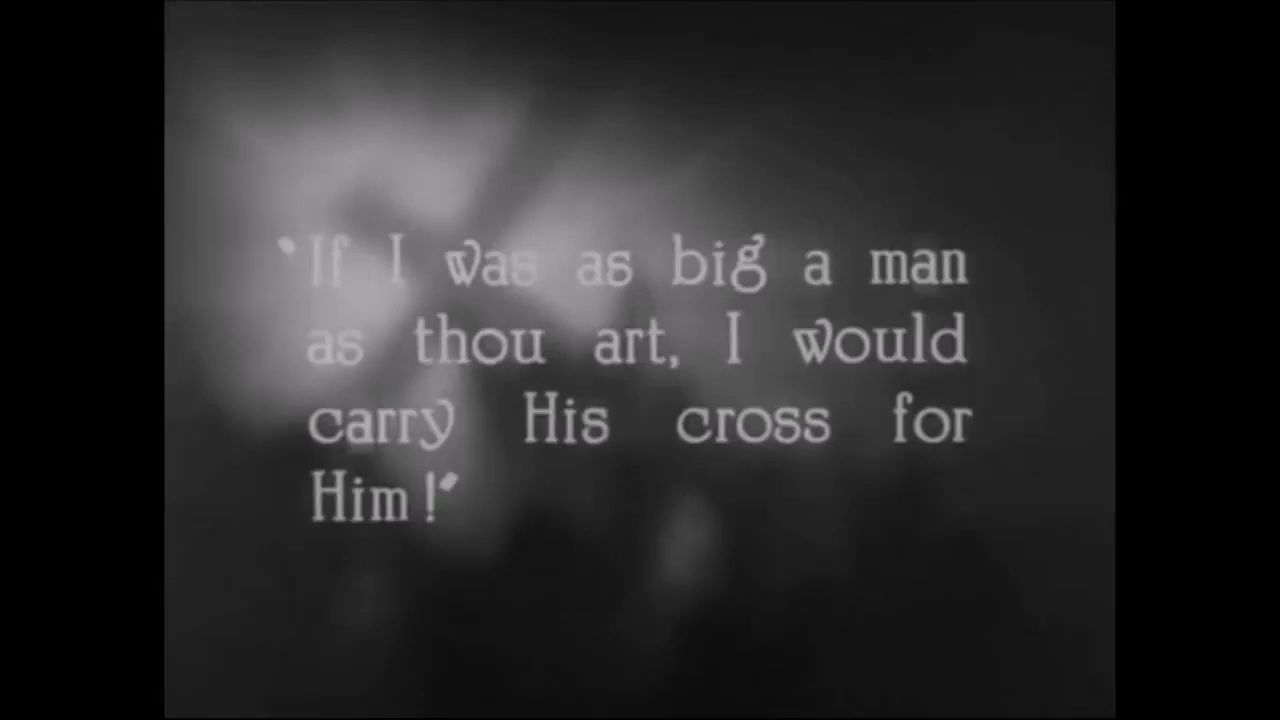 "If I was as big a man
as thou art, I would
carry His cross for
Him!"